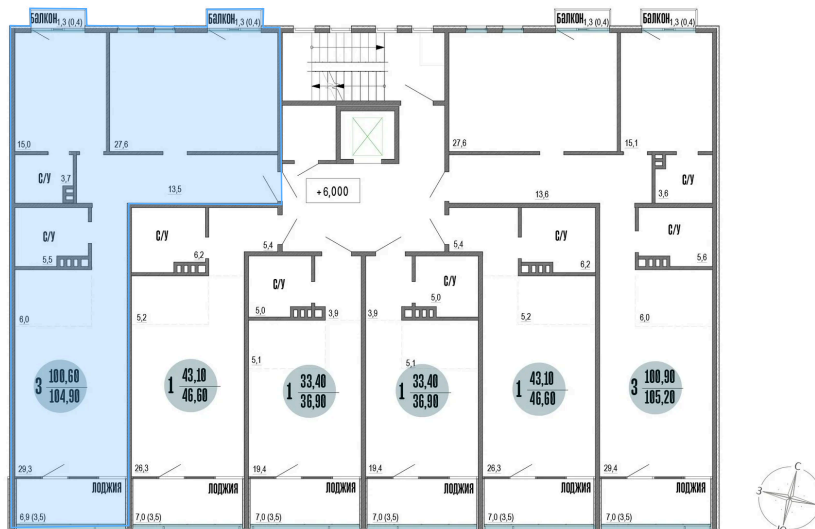 БАЛКОН 1,3 (0,4)
БАЛКОН 1,3 (0,4)
БАЛКОН 1,3 (0,4)
БАЛКОН 1,3 (0,4)
15,0
27,6
27,6
15,1
С/У
3,7
13,5
+6,000
13,6
3,6
С/У
С/У
5,5
С/У
6,2
5,4
5,4
С/У
6,2
С/У
5,6
С/У
5,0
3,9
3,9
С/У
5,0
6,0
5,2
5,1
5,1
5,2
6,0
3 100,60 104,90
1 43,10 46,60
1 33,40 36,90
1 33,40 36,90
1 43,10 46,60
3 100,90 105,20
29,3
26,3
19,4
19,4
26,3
29,4
ЛОДЖИЯ
ЛОДЖИЯ
ЛОДЖИЯ
ЛОДЖИЯ
ЛОДЖИЯ
ЛОДЖИЯ
6,9 (3,5)
7,0 (3,5)
7,0 (3,5)
7,0 (3,5)
7,0 (3,5)
7,0 (3,5)
С
З
Ю